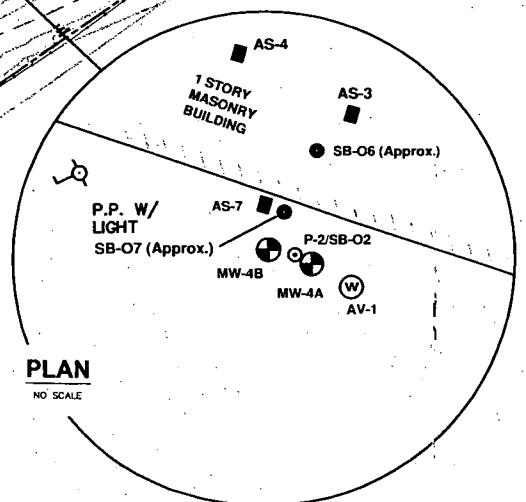 AS-4
1 STORY
MASONRY
BUILDING
AS-3
SB-O6 (Approx.)
P.P. W/
LIGHT
AS-7
SB-O7 (Approx.)
P-2/SB-O2
MW-4B
MW-4A
W
AV-1
PLAN
NO SCALE